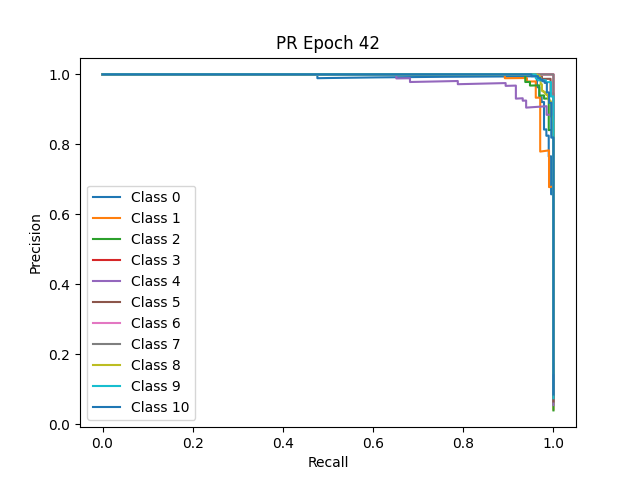 PR Epoch 42
Precision
1.0
0.8
0.6
0.4
0.2
0.0
Class 0
Class 1
Class 2
Class 3
Class 4
Class 5
Class 6
Class 7
Class 8
Class 9
Class 10
0.0 0.2 0.4 0.6 0.8 1.0
Recall